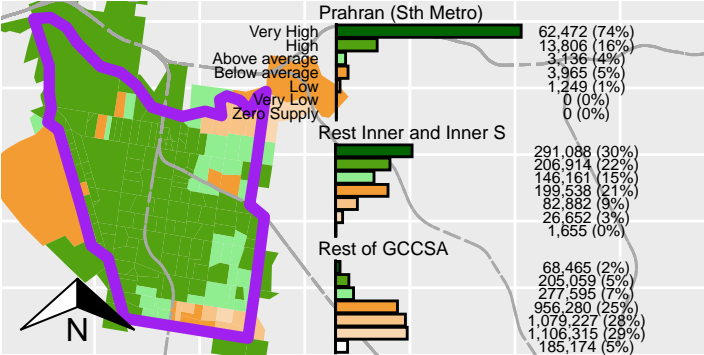 Prahran (Sth Metro)
Very High 62,472 (74%)
High 13,806 (16%)
Above average 3,136 (4%)
Below average 3,965 (5%)
Low 1,249 (1%)
Very Low 0 (0%)
Zero Supply 0 (0%)
Rest Inner and Inner S
291,088 (30%)
206,914 (22%)
146,161 (15%)
199,538 (21%)
82,882 (9%)
26,652 (3%)
1,655 (0%)
Rest of GCCSA
68,465 (2%)
205,059 (5%)
277,595 (7%)
956,280 (25%)
1,079,227 (28%)
1,106,315 (29%)
185,174 (5%)
N